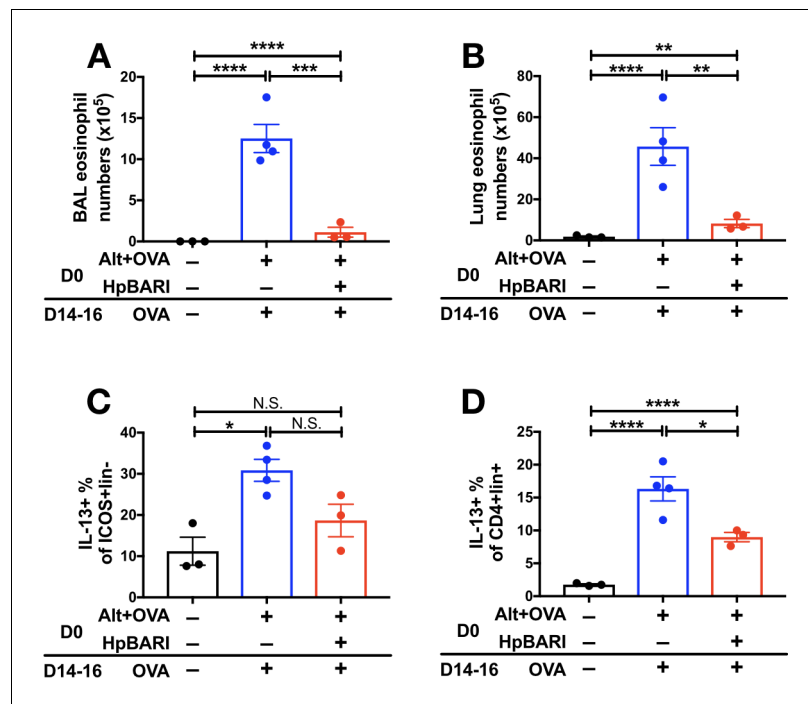 A
****
****
***
BAL eosinophil
numbers (x10⁵)
20
15
10
5
0
Alt+OVA – + +
D0
HpBARI – – +
D14-16 OVA – + +
B
**
****
**
Lung eosinophil
numbers (x10⁵)
80
60
40
20
0
Alt+OVA – + +
D0
HpBARI – – +
D14-16 OVA – + +
C
N.S.
*
N.S.
IL-13+ %
of ICOS+lin-
40
30
20
10
0
Alt+OVA – + +
D0
HpBARI – – +
D14-16 OVA – + +
D
****
****
*
IL-13+ %
of CD4+lin+
25
20
15
10
5
0
Alt+OVA – + +
D0
HpBARI – – +
D14-16 OVA – + +